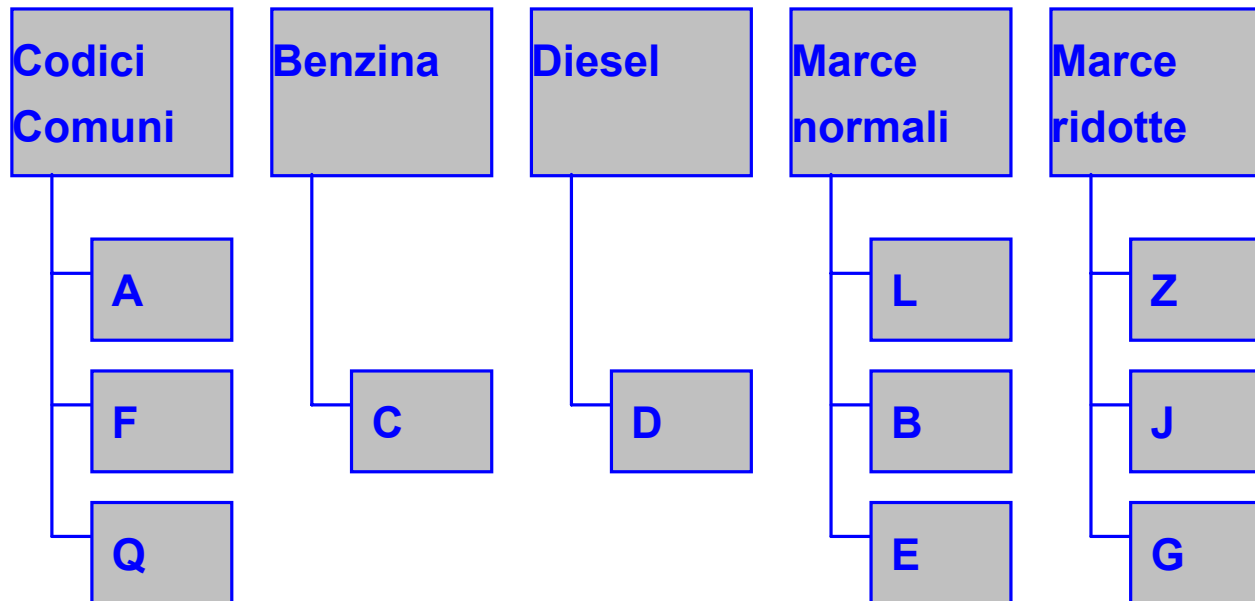 Codici
Comuni
Benzina
Diesel
Marce
normali
Marce
ridotte
A
L
Z
F
C
D
B
J
Q
E
G